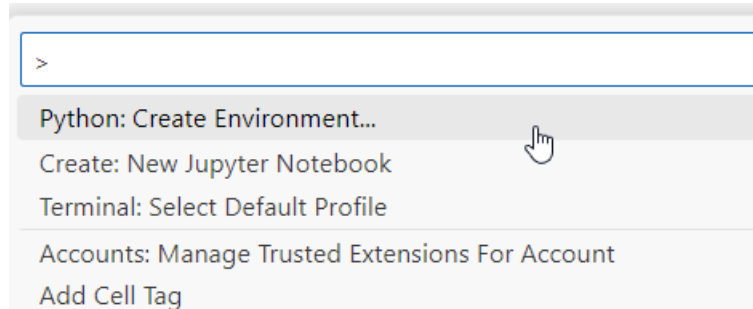 >
Python: Create Environment...
Create: New Jupyter Notebook
Terminal: Select Default Profile
Accounts: Manage Trusted Extensions For Account
Add Cell Tag